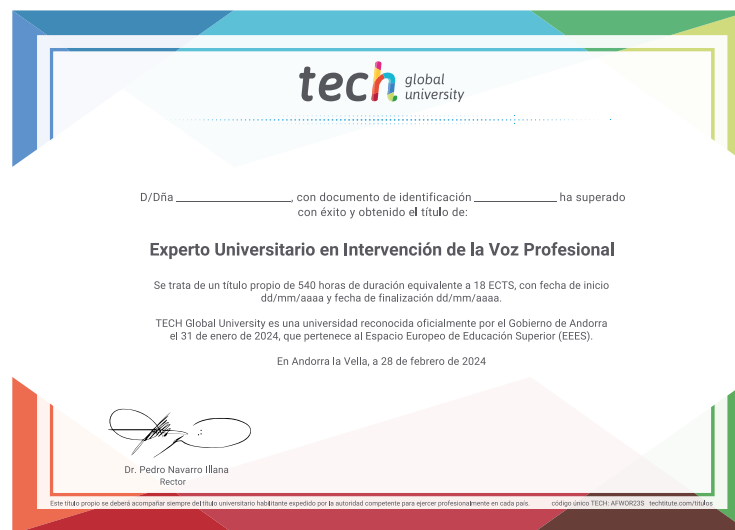 tech global university
D/Dña ____________________, con documento de identificación ______________ ha superado
con éxito y obtenido el título de:
Experto Universitario en Intervención de la Voz Profesional
Se trata de un título propio de 540 horas de duración equivalente a 18 ECTS, con fecha de inicio
dd/mm/aaaa y fecha de finalización dd/mm/aaaa.
TECH Global University es una universidad reconocida oficialmente por el Gobierno de Andorra
el 31 de enero de 2024, que pertenece al Espacio Europeo de Educación Superior (EEES).
En Andorra la Vella, a 28 de febrero de 2024
Dr. Pedro Navarro Illana
Rector
Este título propio se deberá acompañar siempre del título universitario habilitante expedido por la autoridad competente para ejercer profesionalmente en cada país. código único TECH: AFWOR23S techtitute.com/titulos